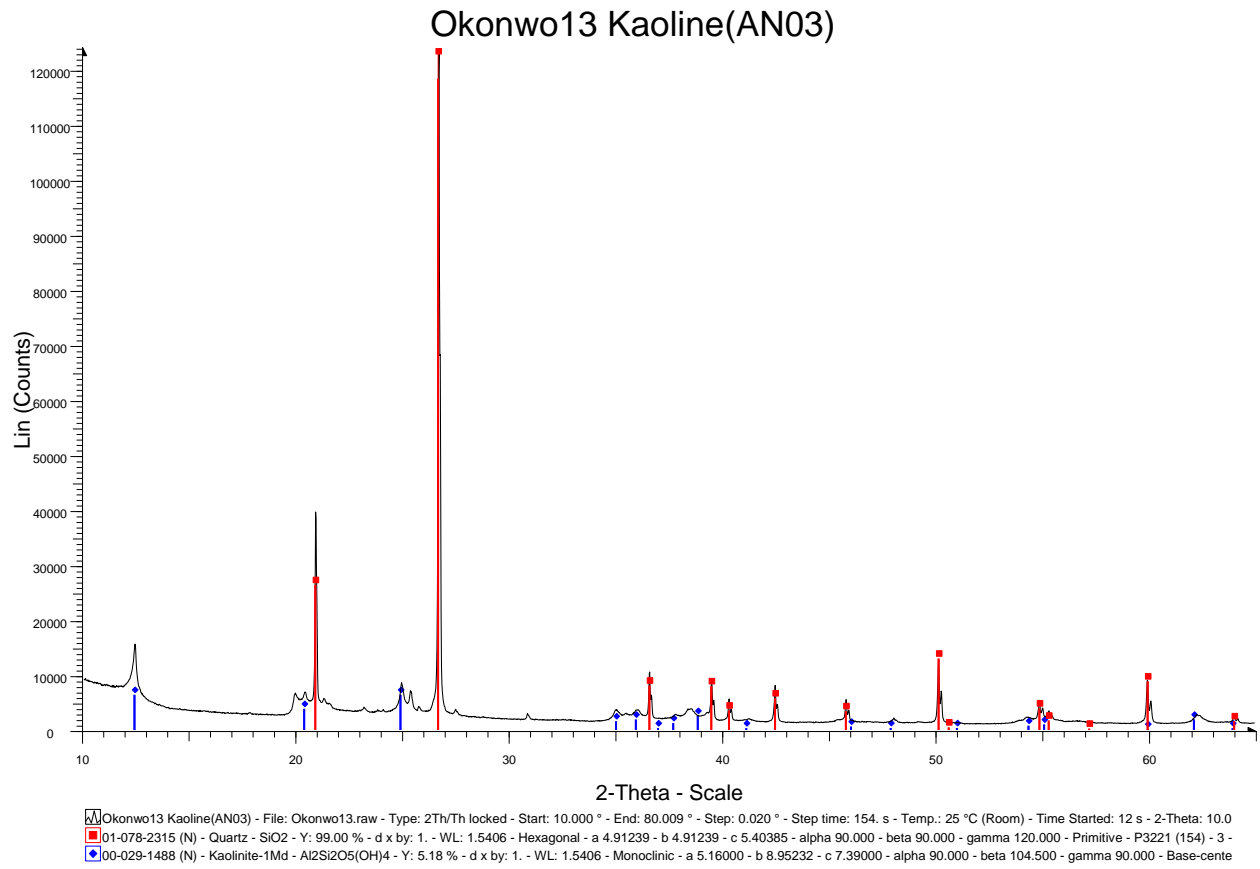 Okonwo13 Kaoline(AN03)
Lin (Counts)
120000
110000
100000
90000
80000
70000
60000
50000
40000
30000
20000
10000
0
10 20 30 40 50 60
2-Theta - Scale
Okonwo13 Kaoline(AN03) - File: Okonwo13.raw - Type: 2Th/Th locked - Start: 10.000 ° - End: 80.009 ° - Step: 0.020 ° - Step time: 154. s - Temp.: 25 °C (Room) - Time Started: 12 s - 2-Theta: 10.0
01-078-2315 (N) - Quartz - SiO2 - Y: 99.00 % - d x by: 1. - WL: 1.5406 - Hexagonal - a 4.91239 - b 4.91239 - c 5.40385 - alpha 90.000 - beta 90.000 - gamma 120.000 - Primitive - P3221 (154) - 3 -
00-029-1488 (N) - Kaolinite-1Md - Al2Si2O5(OH)4 - Y: 5.18 % - d x by: 1. - WL: 1.5406 - Monoclinic - a 5.16000 - b 8.95232 - c 7.39000 - alpha 90.000 - beta 104.500 - gamma 90.000 - Base-cente